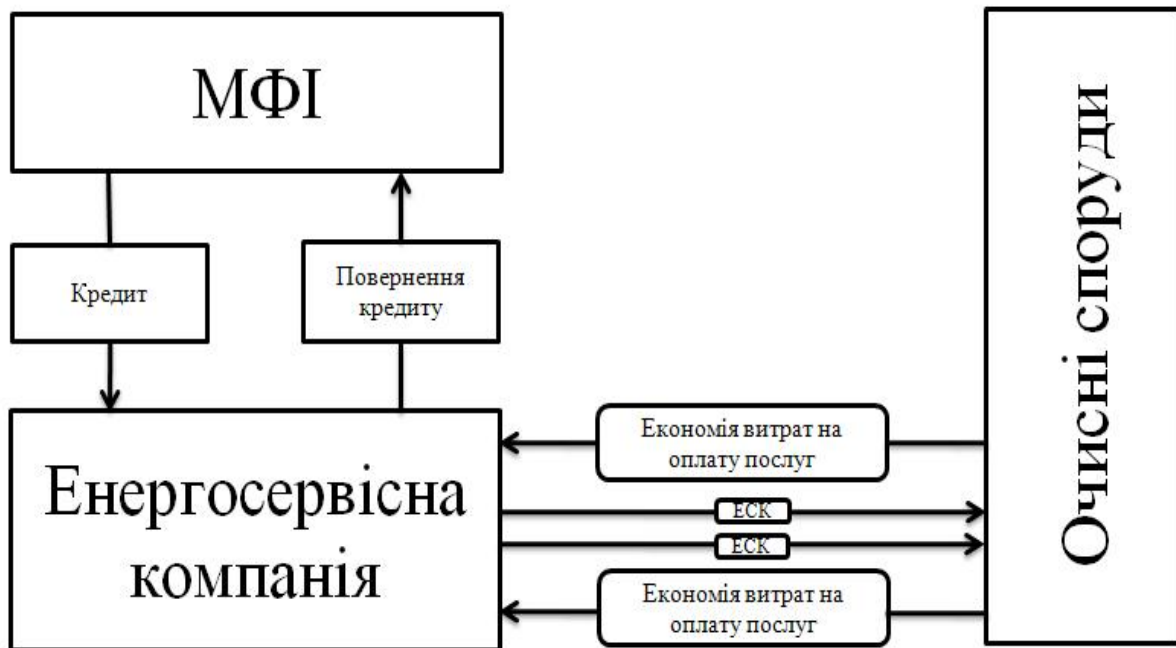 МФІ
Кредит
Повернення
кредиту
Енергосервісна
компанія
Економія витрат на
оплату послуг
ЕСК
ЕСК
Економія витрат на
оплату послуг
Очисні споруди